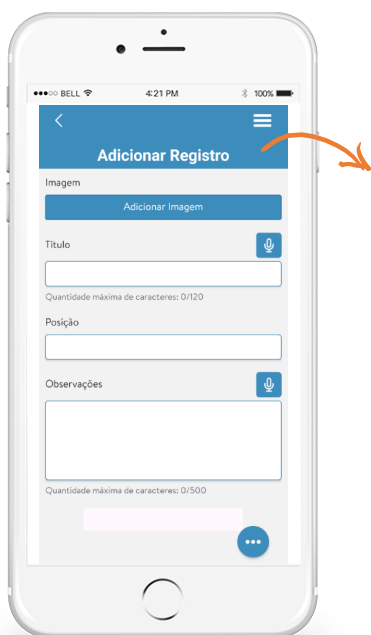 BELL 4:21 PM 100%
Adicionar Registro
Imagem
Adicionar Imagem
Título
Quantidade máxima de caracteres: 0/120
Posição
Observações
Quantidade máxima de caracteres: 0/500